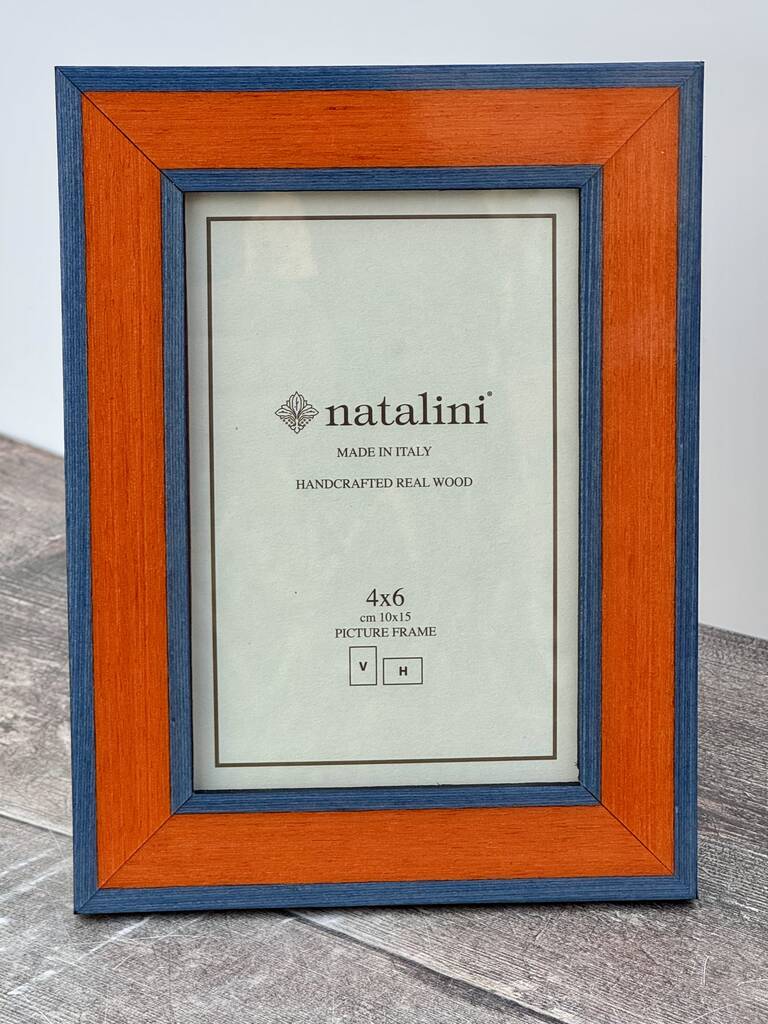 natalini®
MADE IN ITALY
HANDCRAFTED REAL WOOD
4x6
cm 10x15
PICTURE FRAME
V H